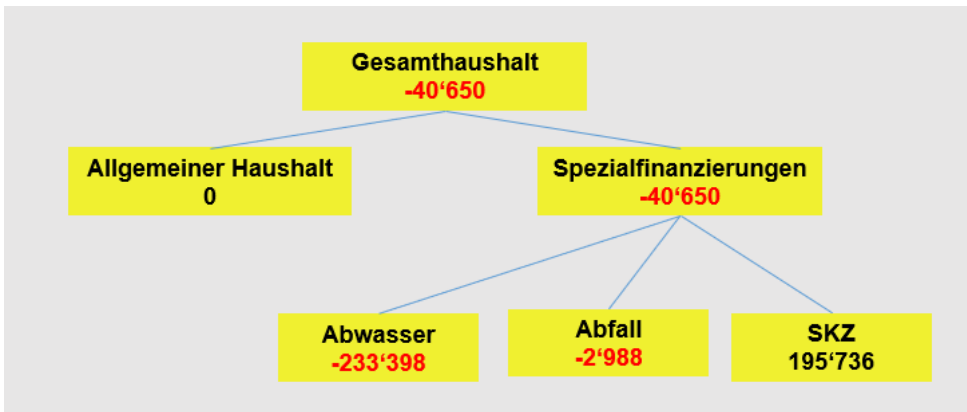 Gesamthaushalt
-40‘650
Allgemeiner Haushalt
0
Spezialfinanzierungen
-40‘650
Abwasser
-233‘398
Abfall
-2‘988
SKZ
195‘736